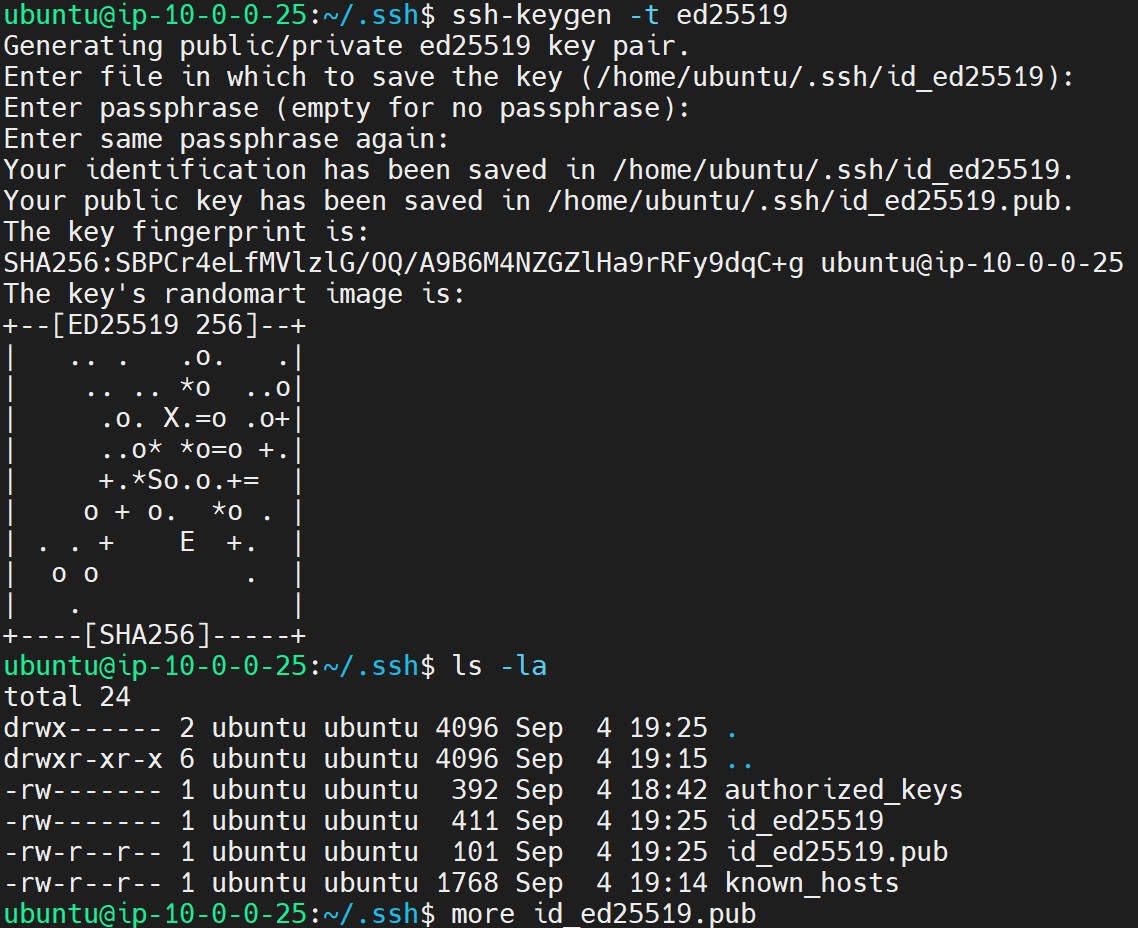 ubuntu@ip-10-0-0-25:~/.ssh$ ssh-keygen -t ed25519
Generating public/private ed25519 key pair.
Enter file in which to save the key (/home/ubuntu/.ssh/id_ed25519):
Enter passphrase (empty for no passphrase):
Enter same passphrase again:
Your identification has been saved in /home/ubuntu/.ssh/id_ed25519.
Your public key has been saved in /home/ubuntu/.ssh/id_ed25519.pub.
The key fingerprint is:
SHA256:SBPCr4eLfMVlzlG/OQ/A9B6M4NZGZlHa9rRFy9dqC+g ubuntu@ip-10-0-0-25
The key's randomart image is:
+--[ED25519 256]--+
|   .. .   .o.   .|
|    .. .. *o  ..o|
|     .o. X.=o .o+|
|     ..o* *o=o +.|
|     +.*So.o.+=  |
|    o + o.  *o . |
| . . +    E  +.  |
|  o o         .  |
|   .             |
+----[SHA256]-----+
ubuntu@ip-10-0-0-25:~/.ssh$ ls -la
total 24
drwx------ 2 ubuntu ubuntu 4096 Sep  4 19:25 .
drwxr-xr-x 6 ubuntu ubuntu 4096 Sep  4 19:15 ..
-rw------- 1 ubuntu ubuntu  392 Sep  4 18:42 authorized_keys
-rw------- 1 ubuntu ubuntu  411 Sep  4 19:25 id_ed25519
-rw-r--r-- 1 ubuntu ubuntu  101 Sep  4 19:25 id_ed25519.pub
-rw-r--r-- 1 ubuntu ubuntu 1768 Sep  4 19:14 known_hosts
ubuntu@ip-10-0-0-25:~/.ssh$ more id_ed25519.pub